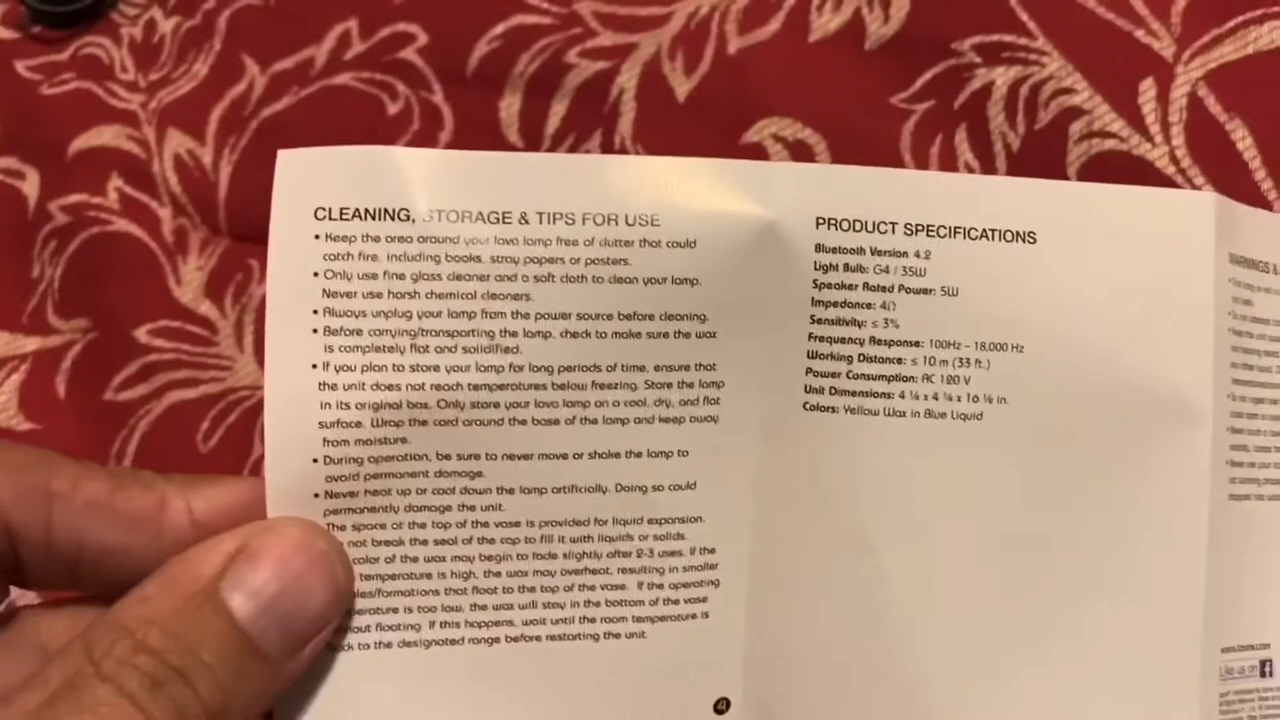 CLEANING, STORAGE & TIPS FOR USE
• Keep the area around your lava lamp free of clutter that could
catch fire, including books, stray papers or posters.
• Only use fine glass cleaner and a soft cloth to clean your lamp.
Never use harsh chemical cleaners.
• Always unplug your lamp from the power source before cleaning.
• Before carrying/transporting the lamp, check to make sure the wax
is completely flat and solidified.
• If you plan to store your lamp for long periods of time, ensure that
the unit does not reach temperatures below freezing. Store the lamp
in its original box. Only store your lava lamp on a cool, dry, and flat
surface. Wrap the cord around the base of the lamp and keep away
from moisture.
• During operation, be sure to never move or shake the lamp to
avoid permanent damage.
• Never heat up or cool down the lamp artificially. Doing so could
permanently damage the unit.
The space at the top of the vase is provided for liquid expansion.
not break the seal of the cap to fill it with liquids or solids.
color of the wax may begin to fade slightly after 2-3 uses. If the
temperature is high, the wax may overheat, resulting in smaller
les/formations that float to the top of the vase. If the operating
perature is too low, the wax will stay in the bottom of the vase
out floating. If this happens, wait until the room temperature is
ck to the designated range before restarting the unit.
4
PRODUCT SPECIFICATIONS
Bluetooth Version 4.2
Light Bulb: G4 / 35W
Speaker Rated Power: 5W
Impedance: 4Ω
Sensitivity: ≤ 3%
Frequency Response: 100Hz – 18,000 Hz
Working Distance: ≤ 10 m (33 ft.)
Power Consumption: AC 120 V
Unit Dimensions: 4 ¼ x 4 ¼ x 16 ⅛ in.
Colors: Yellow Wax in Blue Liquid
WARNINGS &
Like us on f